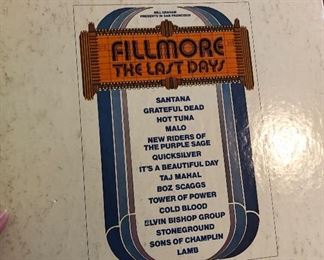 BILL GRAHAM
PRESENTS IN SAN FRANCISCO
FILLMORE
THE LAST DAYS
SANTANA
GRATEFUL DEAD
HOT TUNA
MALO
NEW RIDERS OF
THE PURPLE SAGE
QUICKSILVER
IT'S A BEAUTIFUL DAY
TAJ MAHAL
BOZ SCAGGS
TOWER OF POWER
COLD BLOOD
ELVIN BISHOP GROUP
STONEGROUND
SONS OF CHAMPLIN
LAMB